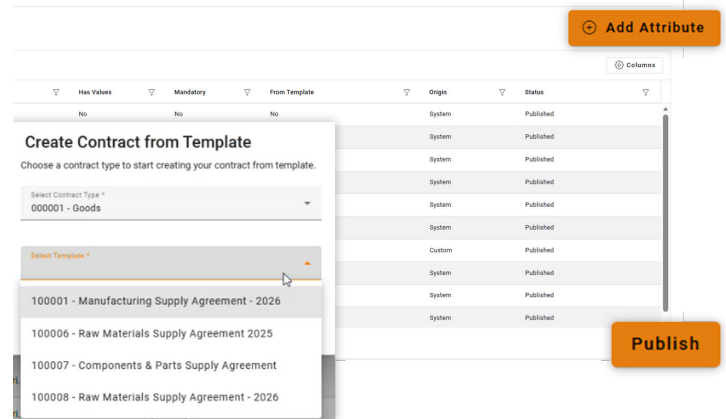 Add Attribute
Columns
Has Values Mandatory From Template Origin Status
No No No System Published
System Published
System Published
System Published
System Published
System Published
Custom Published
System Published
System Published
System Published
Create Contract from Template
Choose a contract type to start creating your contract from template.
Select Contract Type *
000001 - Goods
Select Template *
100001 - Manufacturing Supply Agreement - 2026
100006 - Raw Materials Supply Agreement 2025
100007 - Components & Parts Supply Agreement
100008 - Raw Materials Supply Agreement - 2026
Publish